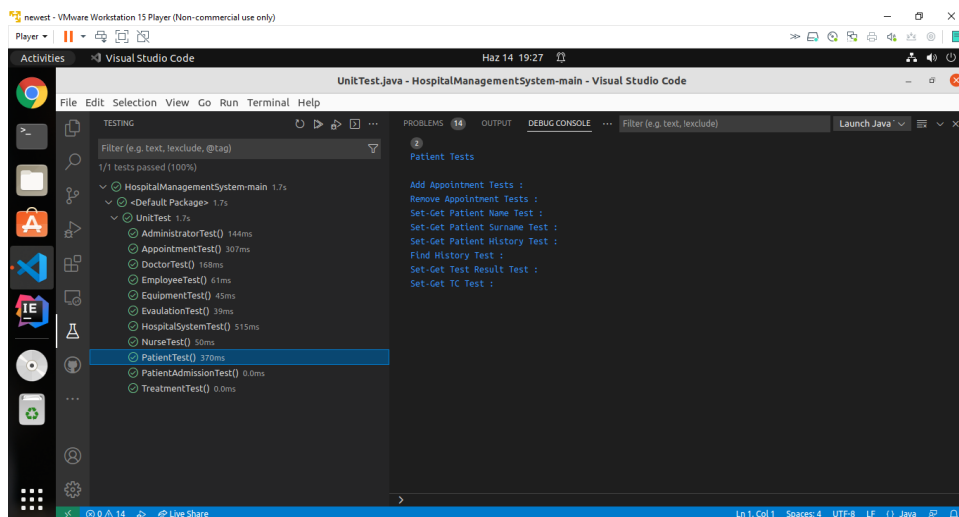 newest - VMware Workstation 15 Player (Non-commercial use only)
Player
Activities Visual Studio Code Haz 14 19:27
UnitTest.java - HospitalManagementSystem-main - Visual Studio Code
File Edit Selection View Go Run Terminal Help
TESTING
Filter (e.g. text, !exclude, @tag)
1/1 tests passed (100%)
HospitalManagementSystem-main 1.7s
<Default Package> 1.7s
UnitTest 1.7s
AdministratorTest() 144ms
AppointmentTest() 307ms
DoctorTest() 168ms
EmployeeTest() 61ms
EquipmentTest() 45ms
EvaulationTest() 39ms
HospitalSystemTest() 515ms
NurseTest() 50ms
PatientTest() 370ms
PatientAdmissionTest() 0.0ms
TreatmentTest() 0.0ms
PROBLEMS 14 OUTPUT DEBUG CONSOLE ... Filter (e.g. text, !exclude) Launch Java
2
Patient Tests
Add Appointment Tests :
Remove Appointment Tests :
Set-Get Patient Name Test :
Set-Get Patient Surname Test :
Set-Get Patient History Test :
Find History Test :
Set-Get Test Result Test :
Set-Get TC Test :
>
IE
0 14 Live Share Ln 1, Col 1 Spaces: 4 UTF-8 LF {} Java